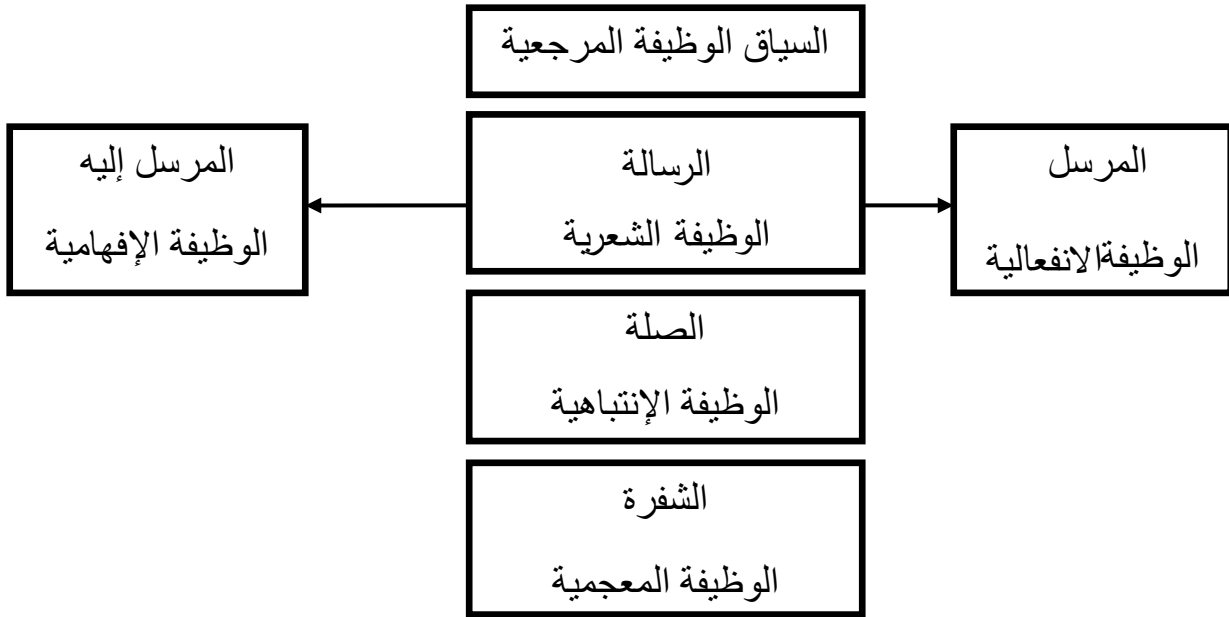 السياق الوظيفة المرجعية
المرسل
الوظيفةالانفعالية
الرسالة
الوظيفة الشعرية
المرسل إليه
الوظيفة الإفهامية
الصلة
الوظيفة الإنتباهية
الشفرة
الوظيفة المعجمية